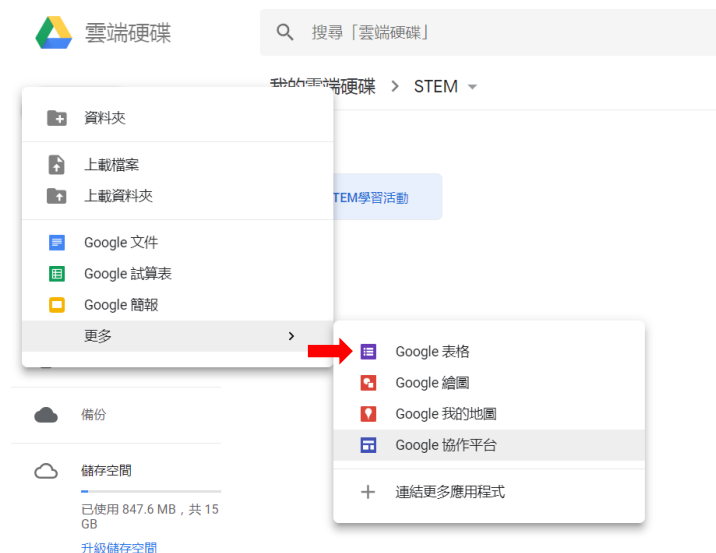 雲端硬碟
搜尋「雲端硬碟」
我的雲端硬碟 > STEM
資料夾
上載檔案
上載資料夾
TEM學習活動
Google 文件
Google 試算表
Google 簡報
更多
Google 表格
Google 繪圖
Google 我的地圖
Google 協作平台
連結更多應用程式
備份
儲存空間
已使用 847.6 MB，共 15
GB
升級儲存空間